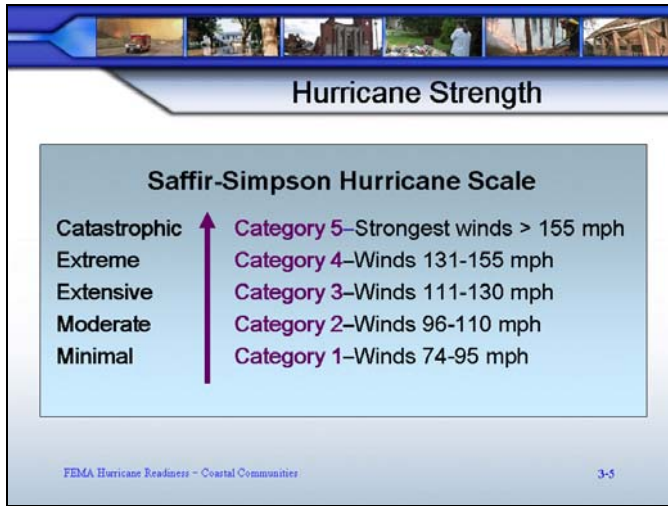 Hurricane Strength
Saffir-Simpson Hurricane Scale
Catastrophic Category 5–Strongest winds > 155 mph
Extreme Category 4–Winds 131-155 mph
Extensive Category 3–Winds 111-130 mph
Moderate Category 2–Winds 96-110 mph
Minimal Category 1–Winds 74-95 mph
FEMA Hurricane Readiness – Coastal Communities 3-5